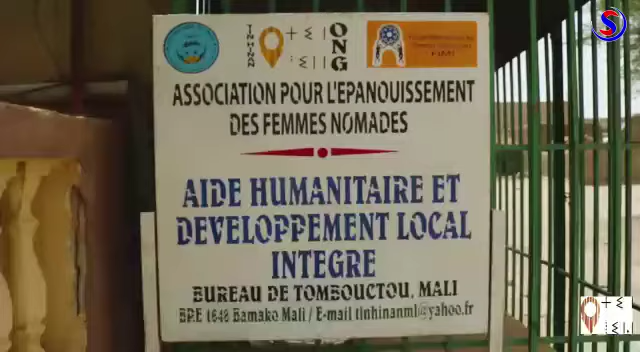 TINHINAN
ONG
ASSOCIATION POUR L'EPANOUISSEMENT
DES FEMMES NOMADES
AIDE HUMANITAIRE ET
DEVELOPPEMENT LOCAL
INTEGRE
BUREAU DE TOMBOUCTOU, MALI
BP.E 1648 Bamako Mali / E-mail tinhinanml@yahoo.fr